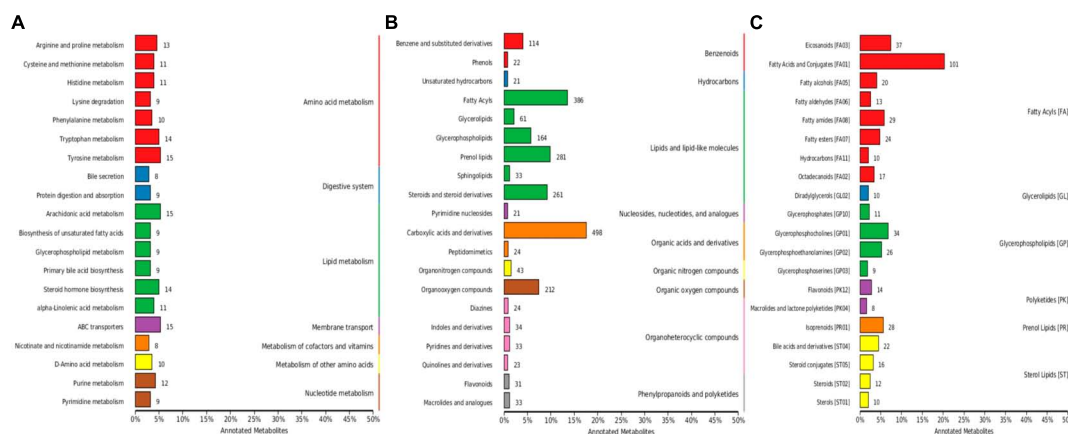 A
Arginine and proline metabolism 13
Cysteine and methionine metabolism 11
Histidine metabolism 11
Lysine degradation 9
Phenylalanine metabolism 10
Tryptophan metabolism 14
Tyrosine metabolism 15
Amino acid metabolism
Bile secretion 8
Protein digestion and absorption 9
Digestive system
Arachidonic acid metabolism 15
Biosynthesis of unsaturated fatty acids 9
Glycerophospholipid metabolism 9
Primary bile acid biosynthesis 9
Steroid hormone biosynthesis 14
alpha-Linolenic acid metabolism 11
Lipid metabolism
ABC transporters 15
Membrane transport
Nicotinate and nicotinamide metabolism 8
Metabolism of cofactors and vitamins
D-Amino acid metabolism 10
Metabolism of other amino acids
Purine metabolism 12
Pyrimidine metabolism 9
Nucleotide metabolism
0% 5% 10% 15% 20% 25% 30% 35% 40% 45% 50%
Annotated Metabolites
B
Benzene and substituted derivatives 114
Phenols 22
Benzenoids
Unsaturated hydrocarbons 21
Hydrocarbons
Fatty Acyls 386
Glycerolipids 61
Glycerophospholipids 164
Prenol lipids 281
Sphingolipids 33
Steroids and steroid derivatives 261
Lipids and lipid-like molecules
Pyrimidine nucleosides 21
Nucleosides, nucleotides, and analogues
Carboxylic acids and derivatives 498
Peptidomimetics 24
Organic acids and derivatives
Organonitrogen compounds 43
Organic nitrogen compounds
Organooxygen compounds 212
Organic oxygen compounds
Diazines 24
Indoles and derivatives 34
Pyridines and derivatives 33
Quinolines and derivatives 23
Organoheterocyclic compounds
Flavonoids 31
Macrolides and analogues 33
Phenylpropanoids and polyketides
0% 5% 10% 15% 20% 25% 30% 35% 40% 45% 50%
Annotated Metabolites
C
Eicosanoids [FA03] 37
Fatty Acids and Conjugates [FA01] 101
Fatty alcohols [FA05] 20
Fatty aldehydes [FA06] 13
Fatty amides [FA08] 29
Fatty esters [FA07] 24
Hydrocarbons [FA11] 10
Octadecanoids [FA02] 17
Fatty Acyls [FA]
Diradylglycerols [GL02] 10
Glycerolipids [GL]
Glycerophosphates [GP10] 11
Glycerophosphocholines [GP01] 34
Glycerophosphoethanolamines [GP02] 26
Glycerophosphoserines [GP03] 9
Glycerophospholipids [GP]
Flavonoids [PK12] 14
Macrolides and lactone polyketides [PK04] 8
Polyketides [PK]
Isoprenoids [PR01] 28
Prenol Lipids [PR]
Bile acids and derivatives [ST04] 22
Steroid conjugates [ST05] 16
Steroids [ST02] 12
Sterols [ST01] 10
Sterol Lipids [ST]
0% 5% 10% 15% 20% 25% 30% 35% 40% 45% 50%
Annotated Metabolites